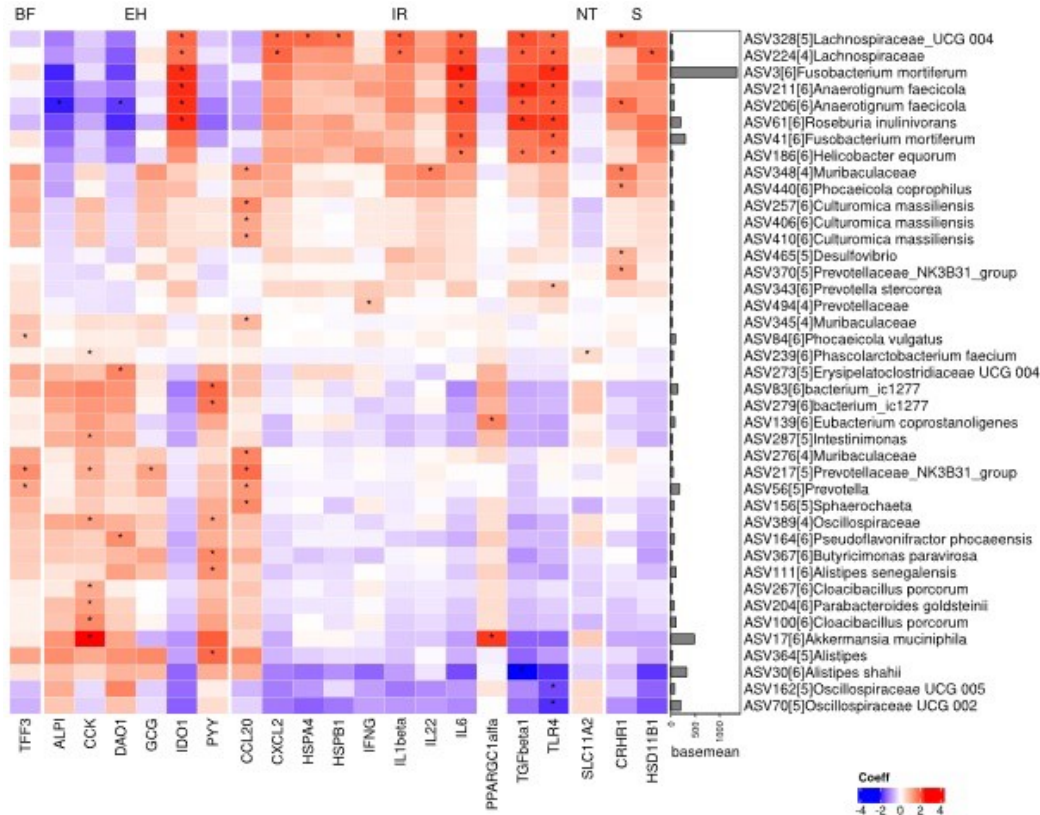 BF EH IR NT S
* * * * * * * * * ASV328[5]Lachnospiraceae_UCG 004
* * * * * * ASV224[4]Lachnospiraceae
* * * ASV3[6]Fusobacterium mortiferum
* * * ASV211[6]Anaerotignum faecicola
* * * * * * * ASV206[6]Anaerotignum faecicola
* * * ASV61[6]Roseburia inulinivorans
* * ASV41[6]Fusobacterium mortiferum
* * * ASV186[6]Helicobacter equorum
* * * ASV348[4]Muribaculaceae
* ASV440[6]Phocaeicola coprophilus
* ASV257[6]Culturomica massiliensis
* ASV406[6]Culturomica massiliensis
* ASV410[6]Culturomica massiliensis
* ASV465[5]Desulfovibrio
* ASV370[5]Prevotellaceae_NK3B31_group
* ASV343[6]Prevotella stercorea
* ASV494[4]Prevotellaceae
* ASV345[4]Muribaculaceae
* ASV84[6]Phocaeicola vulgatus
* * ASV239[6]Phascolarctobacterium faecium
* ASV273[5]Erysipelatoclostridiaceae UCG 004
* ASV83[6]bacterium_ic1277
* ASV279[6]bacterium_ic1277
* ASV139[6]Eubacterium coprostanoligenes
* ASV287[5]Intestinimonas
* ASV276[4]Muribaculaceae
* * * * ASV217[5]Prevotellaceae_NK3B31_group
* * ASV56[5]Prevotella
* ASV156[5]Sphaerochaeta
* * ASV389[4]Oscillospiraceae
* ASV164[6]Pseudoflavonifractor phocaeensis
* ASV367[6]Butyricimonas paravirosa
* ASV111[6]Alistipes senegalensis
* ASV267[6]Cloacibacillus porcorum
* ASV204[6]Parabacteroides goldsteinii
* ASV100[6]Cloacibacillus porcorum
* * ASV17[6]Akkermansia muciniphila
* ASV364[5]Alistipes
ASV30[6]Alistipes shahii
* ASV162[5]Oscillospiraceae UCG 005
* ASV70[5]Oscillospiraceae UCG 002
TFF3 ALPI CCK DAO1 GCG IDO1 PYY CCL20 CXCL2 HSPA4 HSPB1 IFNG IL1beta IL22 IL6 PPARGC1alfa TGFbeta1 TLR4 SLC11A2 CRHR1 HSD11B1
0 500 1000
basemean
Coeff
-4 -2 0 2 4